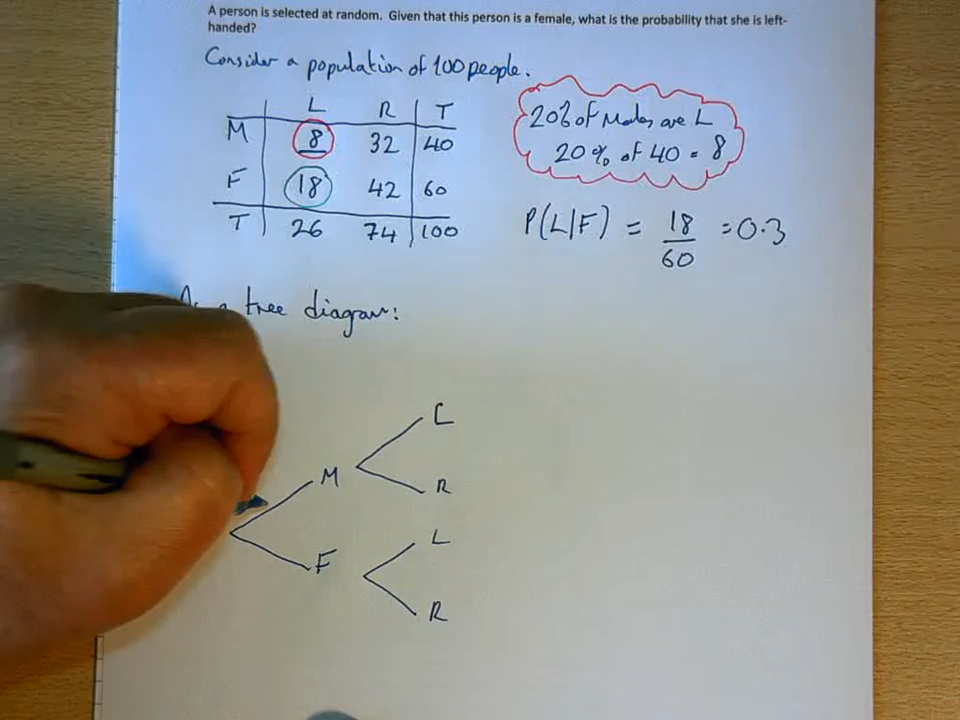 A person is selected at random. Given that this person is a female, what is the probability that she is left-
handed?
Consider a population of 100 people.
L R T
M 8 32 40
F 18 42 60
T 26 74 100
20% of Males are L
20% of 40 = 8
P(L|F) = 18/60 = 0.3
tree diagram:
L
M
R
L
F
R